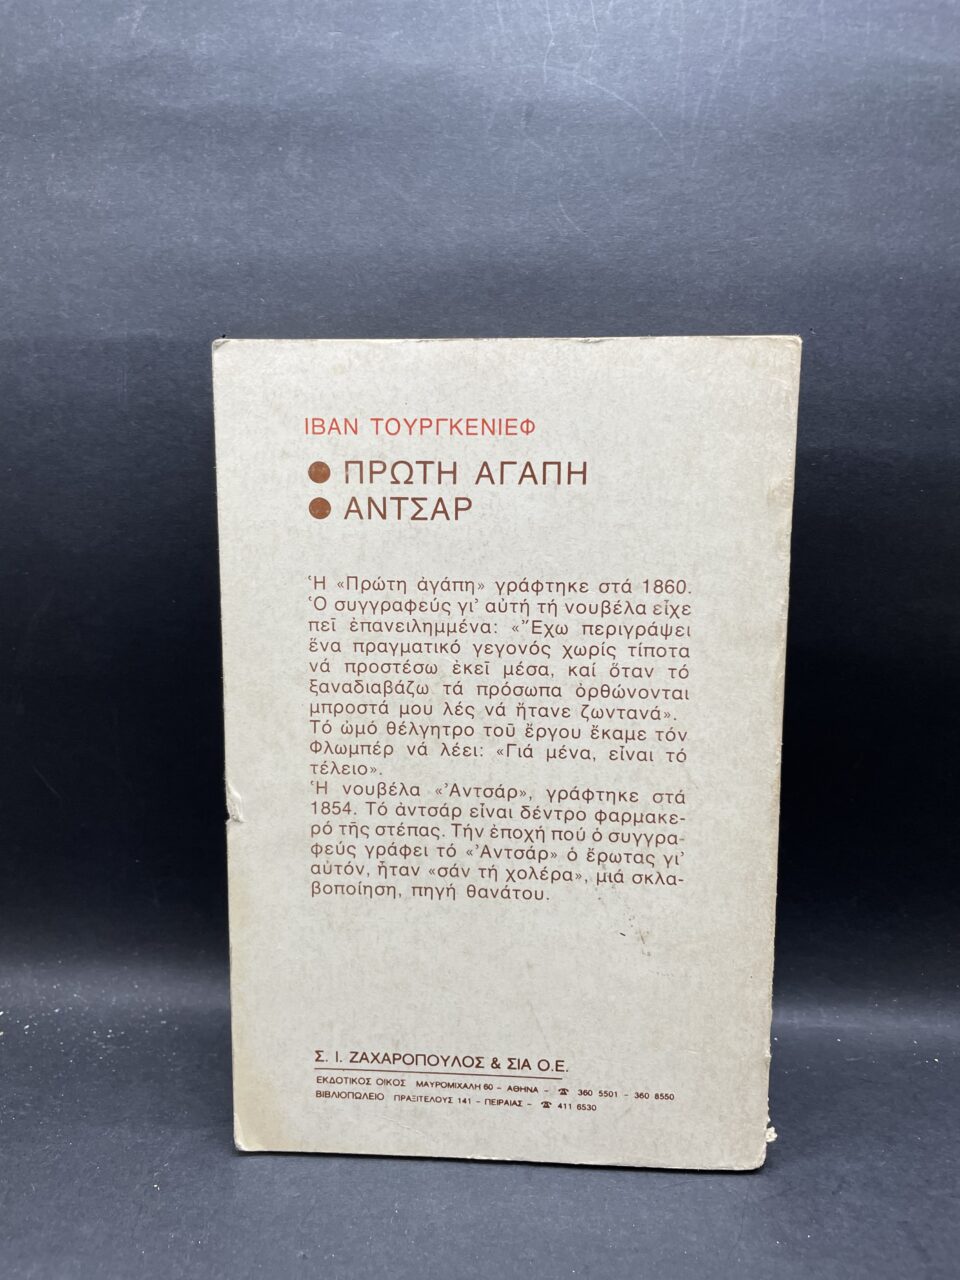 ΙΒΑΝ ΤΟΥΡΓΚΕΝΙΕΦ
● ΠΡΩΤΗ ΑΓΑΠΗ
● ΑΝΤΣΑΡ
Ἡ «Πρώτη ἀγάπη» γράφτηκε στά 1860.
Ὁ συγγραφεύς γι' αὐτή τή νουβέλα εἶχε
πεῖ ἐπανειλημμένα: «Ἔχω περιγράψει
ἕνα πραγματικό γεγονός χωρίς τίποτα
νά προστέσω ἐκεῖ μέσα, καί ὅταν τό
ξαναδιαβάζω τά πρόσωπα ὀρθώνονται
μπροστά μου λές νά ἤτανε ζωντανά».
Τό ὠμό θέλγητρο τοῦ ἔργου ἔκαμε τόν
Φλωμπέρ νά λέει: «Γιά μένα, εἶναι τό
τέλειο».
Ἡ νουβέλα «Ἀντσάρ», γράφτηκε στά
1854. Τό ἀντσάρ εἶναι δέντρο φαρμακε-
ρό τῆς στέπας. Τήν ἐποχή πού ὁ συγγρα-
φεύς γράφει τό «Ἀντσάρ» ὁ ἔρωτας γι'
αὐτόν, ἦταν «σάν τή χολέρα», μιά σκλα-
βοποίηση, πηγή θανάτου.
Σ. Ι. ΖΑΧΑΡΟΠΟΥΛΟΣ & ΣΙΑ Ο.Ε.
ΕΚΔΟΤΙΚΟΣ ΟΙΚΟΣ ΜΑΥΡΟΜΙΧΑΛΗ 60 – ΑΘΗΝΑ – ☎ 360 5501 - 360 8550
ΒΙΒΛΙΟΠΩΛΕΙΟ ΠΡΑΞΙΤΕΛΟΥΣ 141 – ΠΕΙΡΑΙΑΣ – ☎ 411 6530